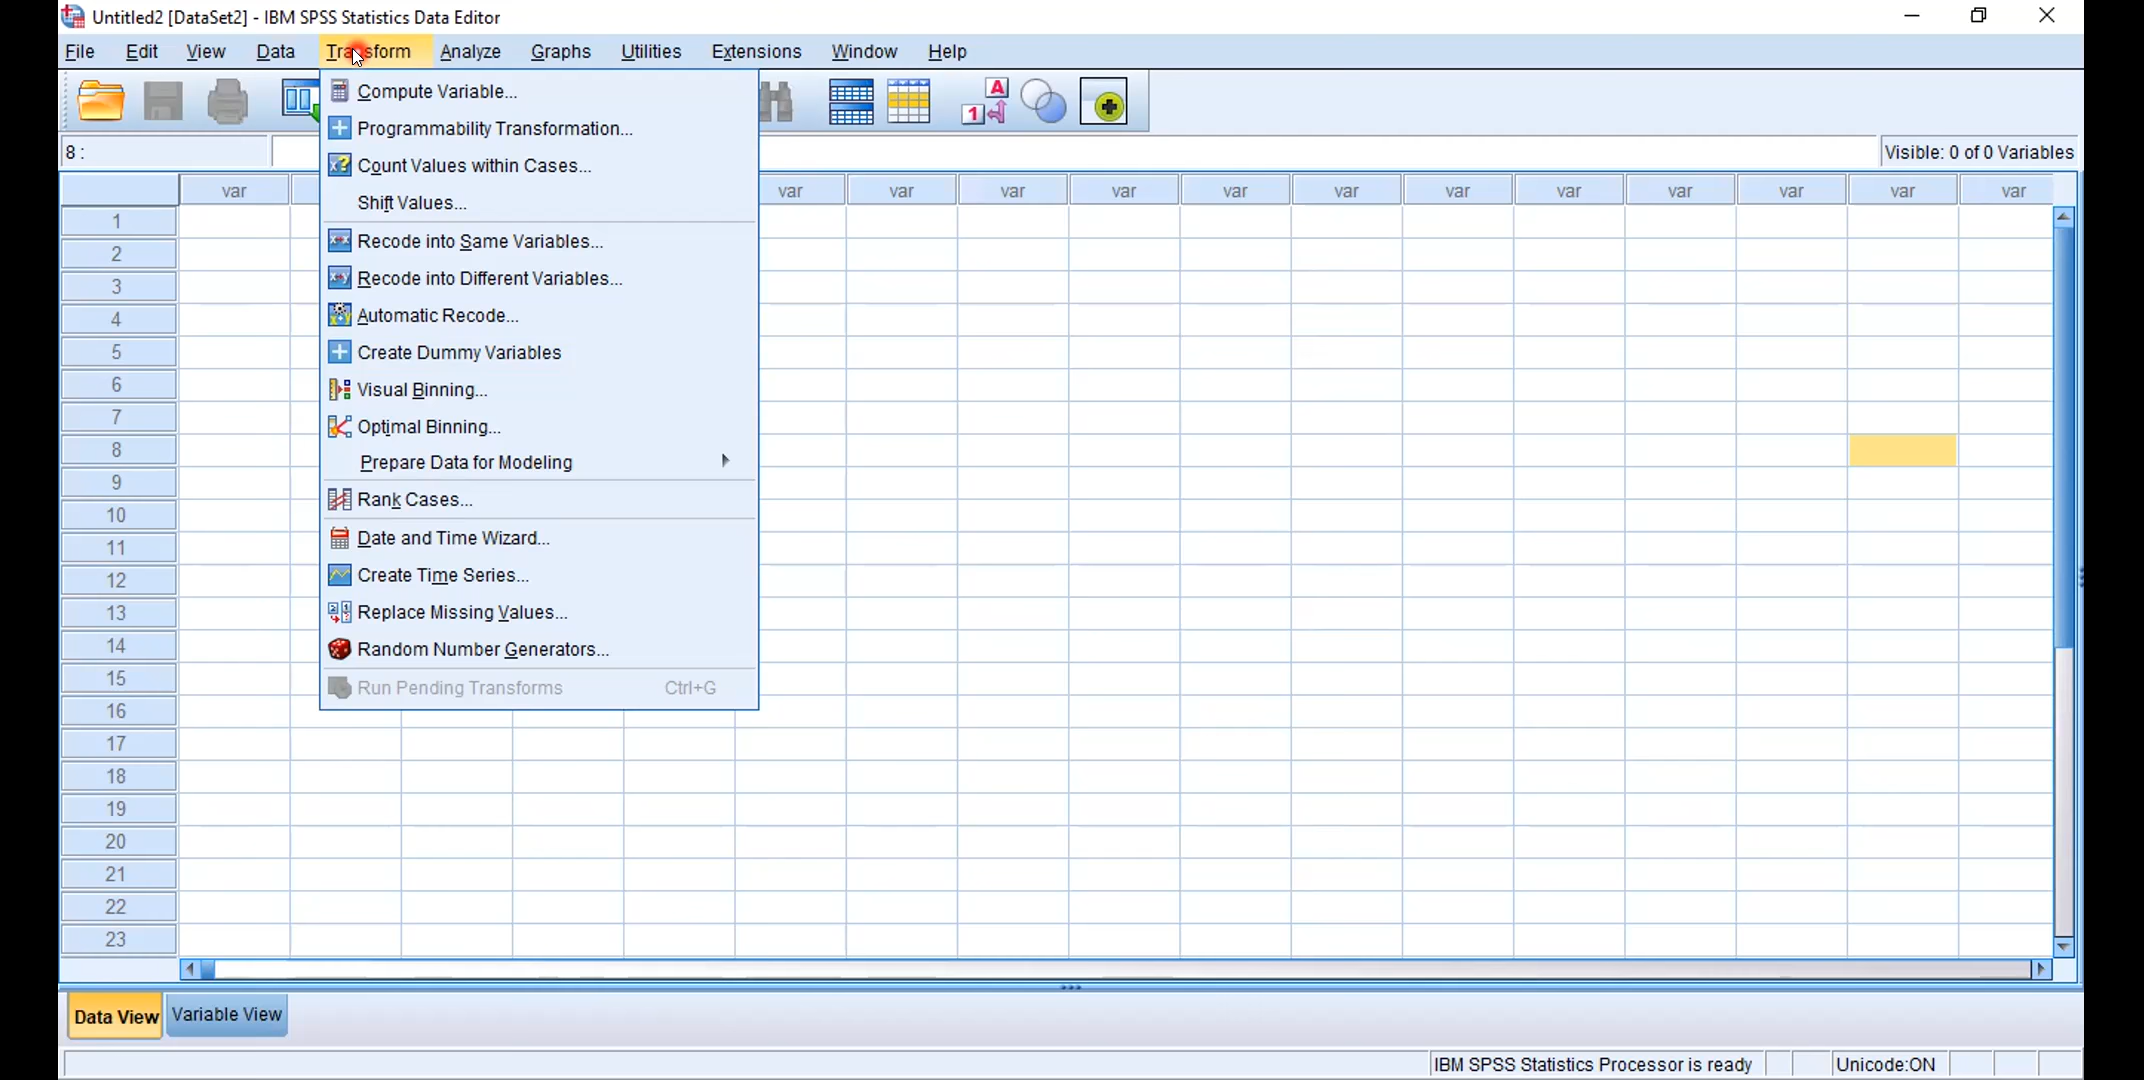 Untitled2 [DataSet2] - IBM SPSS Statistics Data Editor
File Edit View Data Transform Analyze Graphs Utilities Extensions Window Help
Compute Variable...
Programmability Transformation...
Count Values within Cases...
Shift Values...
Recode into Same Variables...
Recode into Different Variables...
Automatic Recode...
Create Dummy Variables
Visual Binning...
Optimal Binning...
Prepare Data for Modeling
Rank Cases...
Date and Time Wizard...
Create Time Series...
Replace Missing Values...
Random Number Generators...
Run Pending Transforms Ctrl+G
A
1
8 : Visible: 0 of 0 Variables
var var var var var var var var var var var var var
1
2
3
4
5
6
7
8
9
10
11
12
13
14
15
16
17
18
19
20
21
22
23
Data View Variable View
IBM SPSS Statistics Processor is ready Unicode:ON